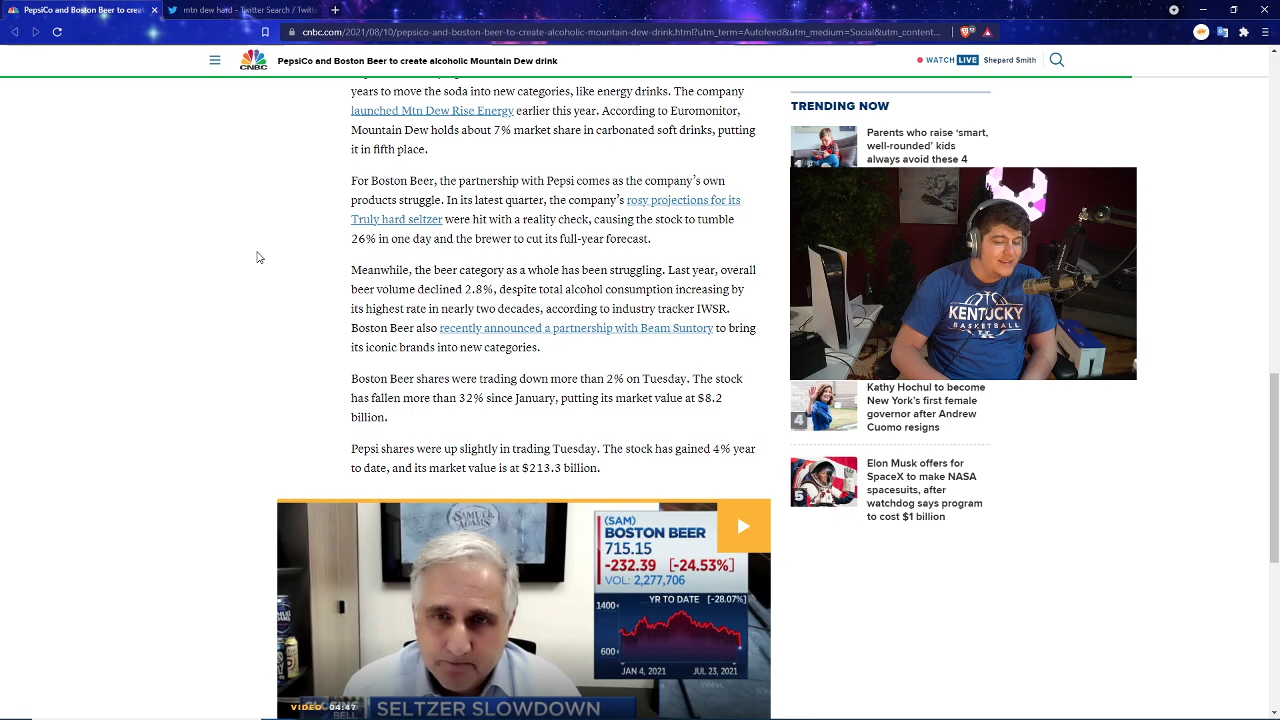 PepsiCo and Boston Beer to creat
mtn dew hard - Twitter Search / Tw
cnbc.com/2021/08/10/pepsico-and-boston-beer-to-create-alcoholic-mountain-dew-drink.html?utm_term=Autofeed&utm_medium=Social&utm_content...
CNBC
PepsiCo and Boston Beer to create alcoholic Mountain Dew drink
WATCH LIVE
Shepard Smith
years to move the soda into new categories, like energy drinks. The company
launched Mtn Dew Rise Energy earlier this year. According to Euromonitor,
Mountain Dew holds about 7% market share in carbonated soft drinks, putting
it in fifth place.
For Boston Beer, the partnership with Pepsi comes as the company's own
products struggle. In its latest quarter, the company's rosy projections for its
Truly hard seltzer were hit with a reality check, causing the stock to tumble
26% in one day and the brewer to cut its full-year forecast.
Meanwhile, the beer category as a whole has been struggling. Last year, overall
beer volume declined 2.8%, despite total alcohol consumption increasing by
its highest rate in nearly two decades, according to industry tracker IWSR.
Boston Beer also recently announced a partnership with Beam Suntory to bring
its iconic brands into new categories.
Boston Beer shares were trading down more than 2% on Tuesday. The stock
has fallen more than 32% since January, putting its market value at $8.2
billion.
Pepsi shares were up slightly in trading Tuesday. The stock has gained 4% year
to date, and its market value is at $213.3 billion.
SAMUEL
ADAMS
(SAM)
BOSTON BEER
715.15
-232.39 [-24.53%]
VOL: 2,277,706
YR TO DATE [-28.07%]
1400
600
JAN 4, 2021 JUL 23, 2021
VIDEO 04:47
BELL
SELTZER SLOWDOWN
TRENDING NOW
Parents who raise 'smart,
well-rounded' kids
always avoid these 4
KENTUCKY
BASKETBALL
4
Kathy Hochul to become
New York's first female
governor after Andrew
Cuomo resigns
5
Elon Musk offers for
SpaceX to make NASA
spacesuits, after
watchdog says program
to cost $1 billion